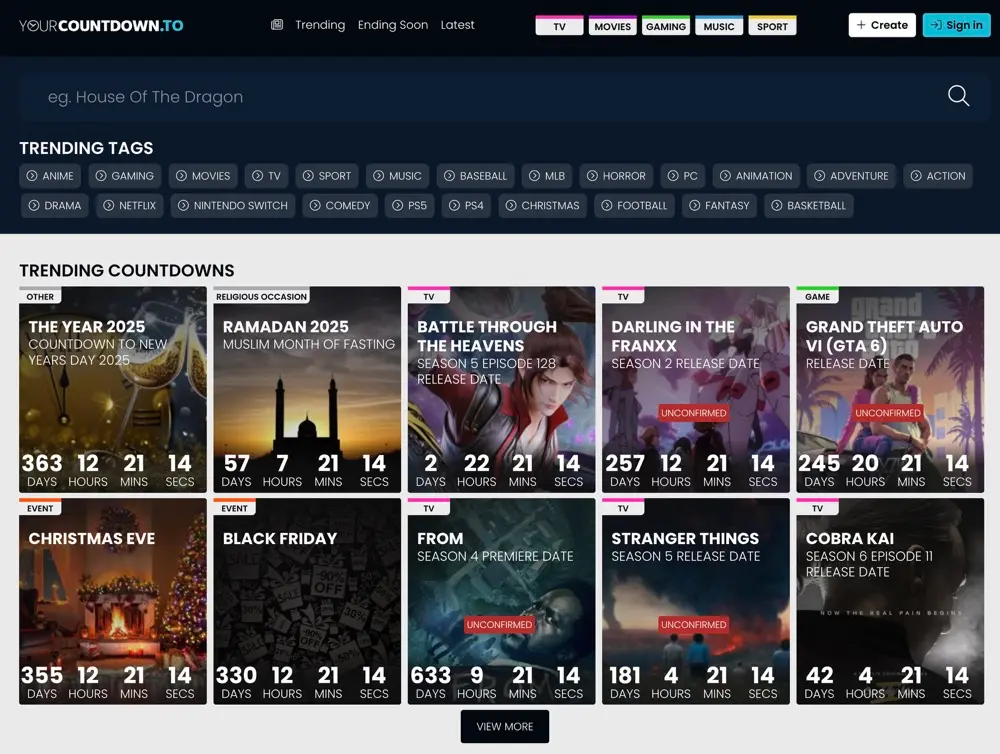 YOURCOUNTDOWN.TO
Trending Ending Soon Latest
TV MOVIES GAMING MUSIC SPORT
+ Create Sign in
eg. House Of The Dragon
TRENDING TAGS
ANIME GAMING MOVIES TV SPORT MUSIC BASEBALL MLB HORROR PC ANIMATION ADVENTURE ACTION
DRAMA NETFLIX NINTENDO SWITCH COMEDY PS5 PS4 CHRISTMAS FOOTBALL FANTASY BASKETBALL
TRENDING COUNTDOWNS
OTHER
THE YEAR 2025
COUNTDOWN TO NEW
YEARS DAY 2025
363 12 21 14
DAYS HOURS MINS SECS
RELIGIOUS OCCASION
RAMADAN 2025
MUSLIM MONTH OF FASTING
57 7 21 14
DAYS HOURS MINS SECS
TV
BATTLE THROUGH
THE HEAVENS
SEASON 5 EPISODE 128
RELEASE DATE
2 22 21 14
DAYS HOURS MINS SECS
TV
DARLING IN THE
FRANXX
SEASON 2 RELEASE DATE
UNCONFIRMED
257 12 21 14
DAYS HOURS MINS SECS
GAME
grand
GRAND THEFT AUTO
VI (GTA 6)
RELEASE DATE
UNCONFIRMED
245 20 21 14
DAYS HOURS MINS SECS
EVENT
CHRISTMAS EVE
355 12 21 14
DAYS HOURS MINS SECS
EVENT
BLACK FRIDAY
-90%
OFF
SALE
30%
-90%
OFF
330 12 21 14
DAYS HOURS MINS SECS
TV
FROM
SEASON 4 PREMIERE DATE
UNCONFIRMED
633 9 21 14
DAYS HOURS MINS SECS
TV
STRANGER THINGS
SEASON 5 RELEASE DATE
UNCONFIRMED
181 4 21 14
DAYS HOURS MINS SECS
TV
COBRA KAI
SEASON 6 EPISODE 11
RELEASE DATE
NOW THE REAL PAIN BEGINS
42 4 21 14
DAYS HOURS MINS SECS
VIEW MORE